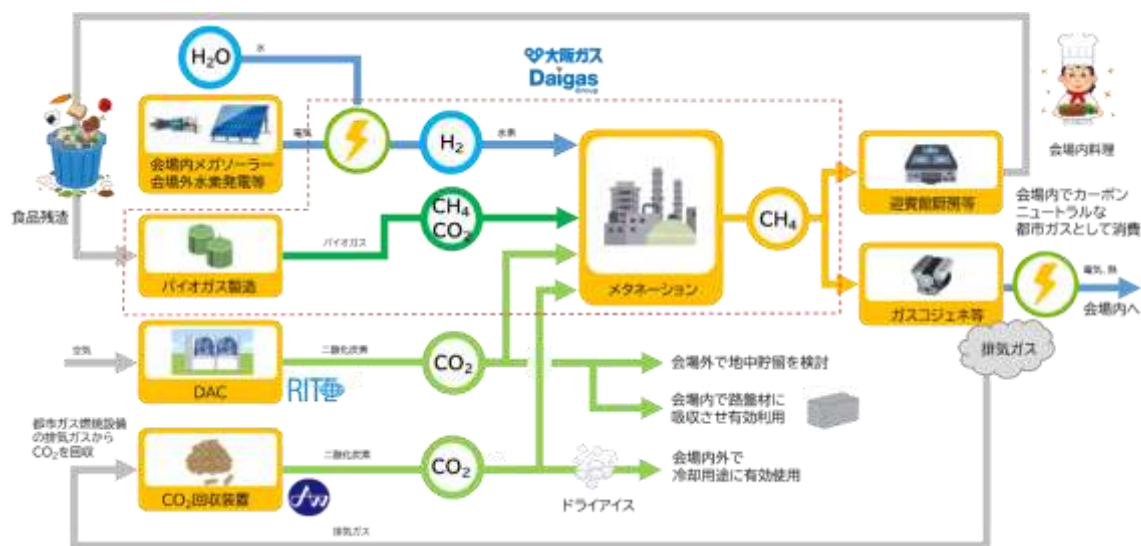 H₂O
水
大阪ガス
Daigas
Group
会場内メガソーラー
会場外水素発電等
電気
H₂
水素
食品残渣
バイオガス製造
バイオガス
CH₄
CO₂
メタネーション
CH₄
迎賓館厨房等
会場内料理
会場内でカーボン
ニュートラルな
都市ガスとして消費
ガスコジェネ等
電気、熱
会場内へ
排気ガス
空気
DAC
二酸化炭素
RITE
CO₂
会場外で地中貯留を検討
会場内で路盤材に
吸収させ有効利用
都市ガス燃焼設備
の排気ガスから
CO₂を回収
CO₂回収装置
二酸化炭素
CO₂
ドライアイス
会場内外で
冷却用途に有効使用
排気ガス